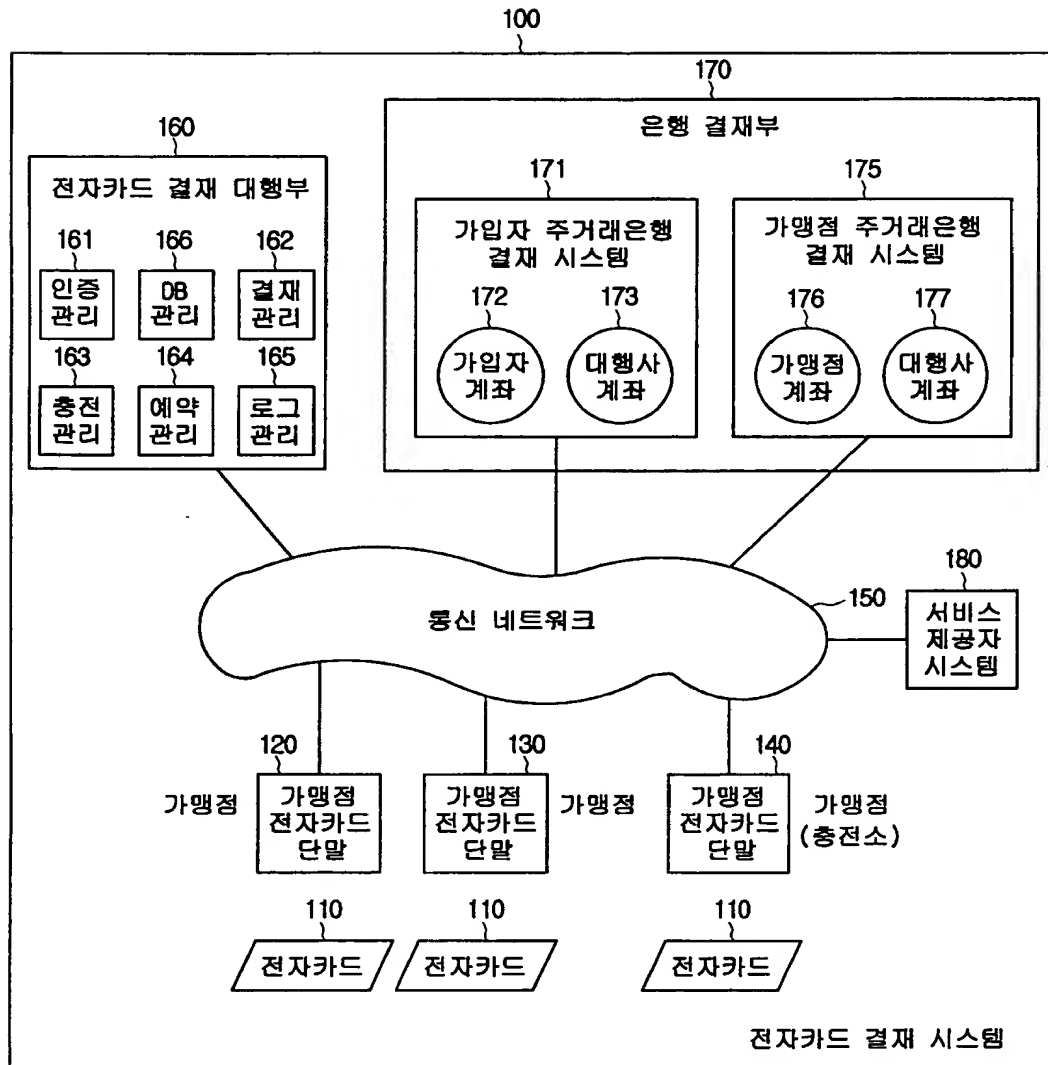 100
170
은행 결재부
160
전자카드 결재 대행부
161
166
162
인증
관리
DB
관리
결재
관리
163
164
165
충전
관리
예약
관리
로그
관리
171
가입자 주거래은행
결재 시스템
172
173
가입자
계좌
대행사
계좌
175
가맹점 주거래은행
결재 시스템
176
177
가맹점
계좌
대행사
계좌
통신 네트워크
150
180
서비스
제공자
시스템
120
가맹점
가맹점
전자카드
단말
130
가맹점
전자카드
단말
가맹점
140
가맹점
전자카드
단말
가맹점
(충전소)
110
전자카드
110
전자카드
110
전자카드
전자카드 결재 시스템